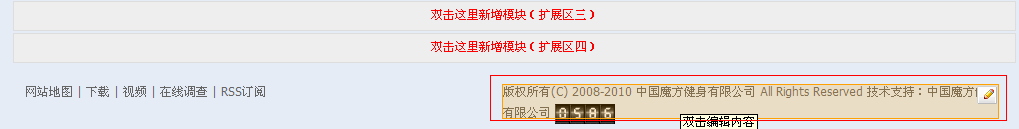 双击这里新增模块（扩展区三）
双击这里新增模块（扩展区四）
网站地图 | 下载 | 视频 | 在线调查 | RSS订阅
版权所有(C) 2008-2010 中国魔方健身有限公司 All Rights Reserved 技术支持：中国魔方
有限公司 0586
双击编辑内容